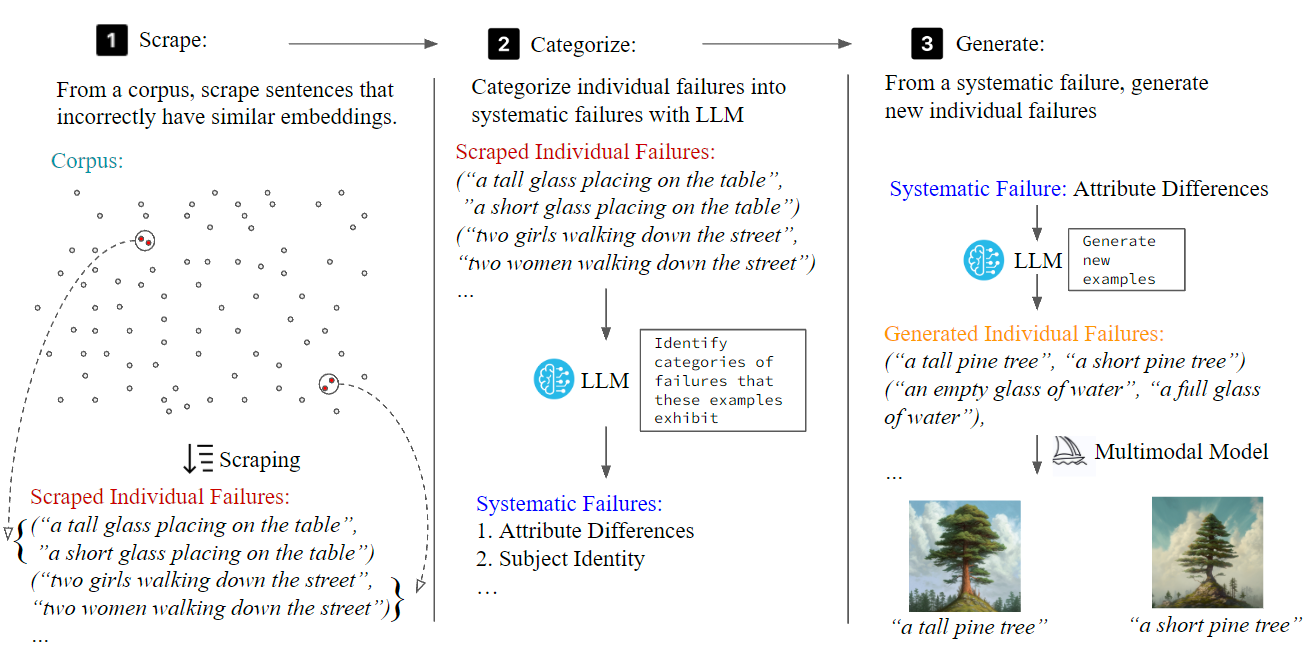 1 Scrape:
From a corpus, scrape sentences that
incorrectly have similar embeddings.
Corpus:
Scraping
Scraped Individual Failures:
(“a tall glass placing on the table”,
”a short glass placing on the table”)
(“two girls walking down the street”,
“two women walking down the street”)
...
2 Categorize:
Categorize individual failures into
systematic failures with LLM
Scraped Individual Failures:
(“a tall glass placing on the table”,
”a short glass placing on the table”)
(“two girls walking down the street”,
“two women walking down the street”)
...
LLM
Identify
categories of
failures that
these examples
exhibit
Systematic Failures:
1. Attribute Differences
2. Subject Identity
...
3 Generate:
From a systematic failure, generate
new individual failures
Systematic Failure: Attribute Differences
LLM
Generate
new
examples
Generated Individual Failures:
(“a tall pine tree”, “a short pine tree”)
(“an empty glass of water”, “a full glass
of water”),
Multimodal Model
...
“a tall pine tree”
“a short pine tree”